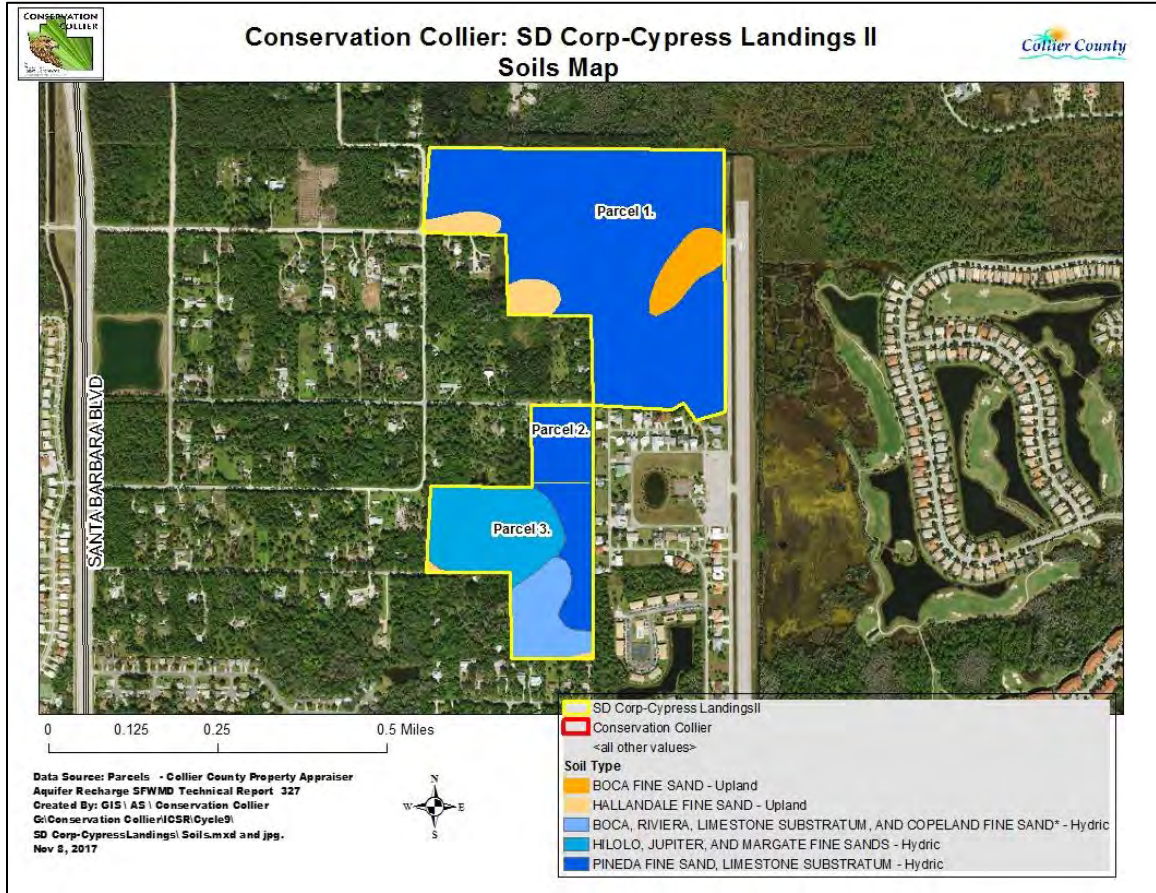 CONSERVATION
COLLIER
Conservation Collier: SD Corp-Cypress Landings II
Soils Map
Collier County
Parcel 1.
Parcel 2.
Parcel 3.
SANTA BARBARA BLVD
0 0.125 0.25 0.5 Miles
SD Corp-Cypress LandingsII
Conservation Collier
<all other values>
Soil Type
BOCA FINE SAND - Upland
HALLANDALE FINE SAND - Upland
BOCA, RIVIERA, LIMESTONE SUBSTRATUM, AND COPELAND FINE SAND* - Hydric
HILOLO, JUPITER, AND MARGATE FINE SANDS - Hydric
PINEDA FINE SAND, LIMESTONE SUBSTRATUM - Hydric
Data Source: Parcels - Collier County Property Appraiser
Aquifer Recharge SFWMD Technical Report 327
Created By: GIS \ AS \ Conservation Collier
G:\Conservation Collier\ICSR\Cycle9\
SD Corp-CypressLandings\ Soils.mxd and jpg.
Nov 8, 2017
N
W E
S